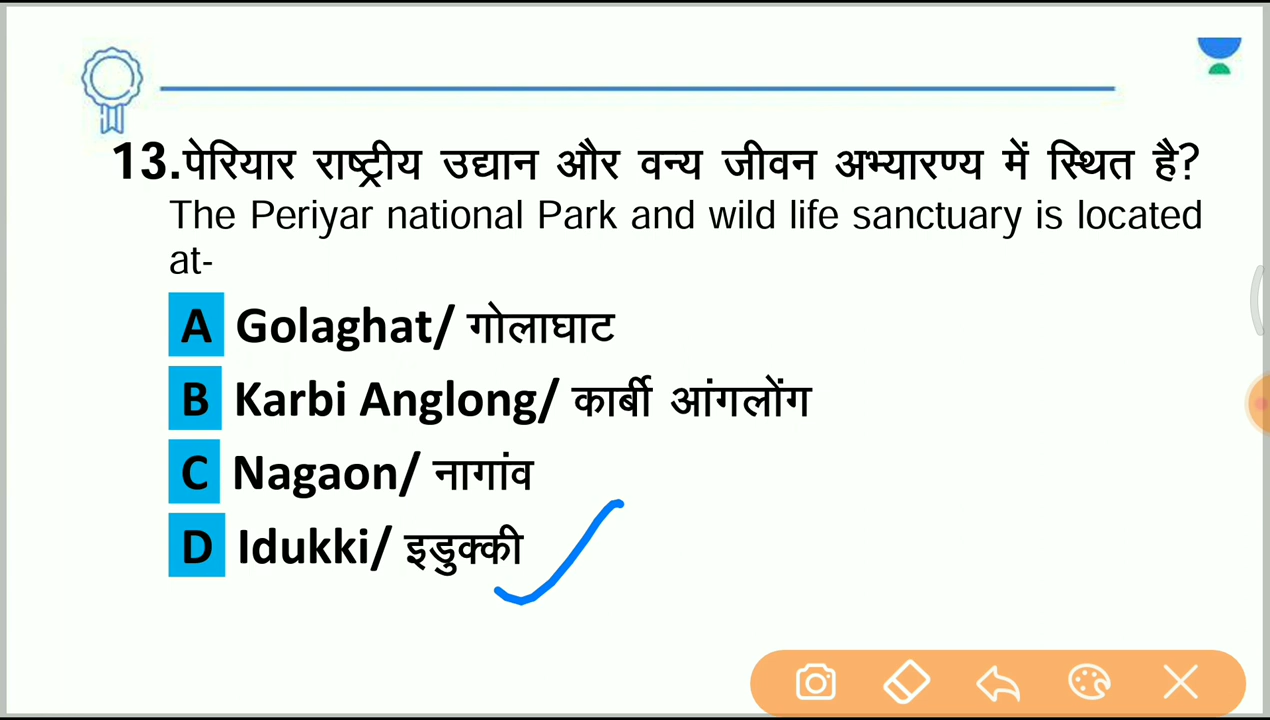 13.पेरियार राष्ट्रीय उद्यान और वन्य जीवन अभ्यारण्य में स्थित है?
The Periyar national Park and wild life sanctuary is located
at-
A Golaghat/ गोलाघाट
B Karbi Anglong/ कार्बी आंगलोंग
C Nagaon/ नागांव
D Idukki/ इडुक्की